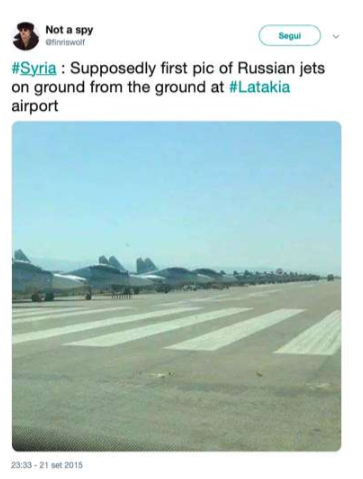 Not a spy
@finriswolf
Segui
#Syria : Supposedly first pic of Russian jets
on ground from the ground at #Latakia
airport
23:33 - 21 set 2015